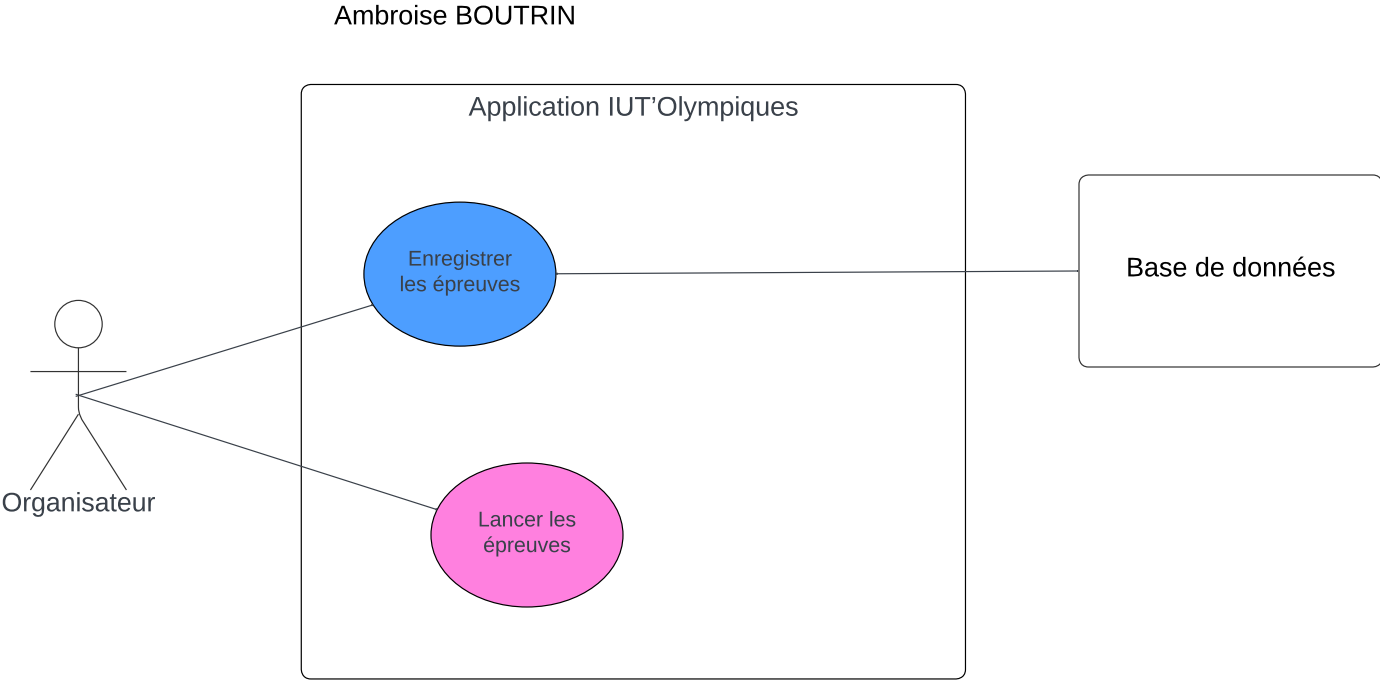 Ambroise BOUTRIN
Application IUT’Olympiques
Enregistrer
les épreuves
Base de données
Organisateur
Lancer les
épreuves